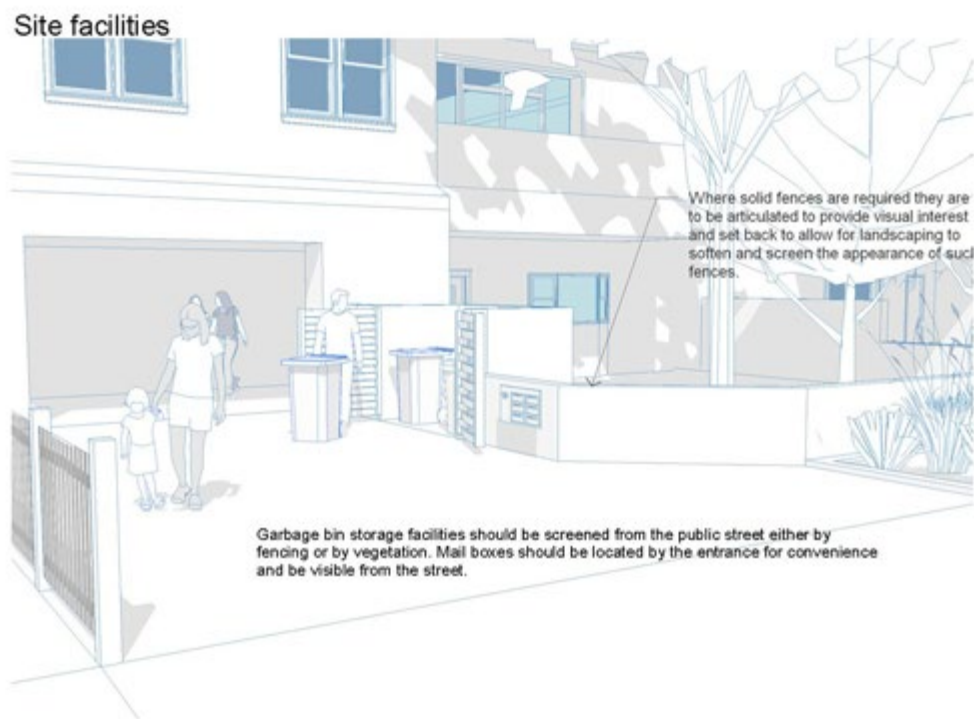 Site facilities
Where solid fences are required they are
to be articulated to provide visual interest
and set back to allow for landscaping to
soften and screen the appearance of suc
fences.
Garbage bin storage facilities should be screened from the public street either by
fencing or by vegetation. Mail boxes should be located by the entrance for convenience
and be visible from the street.